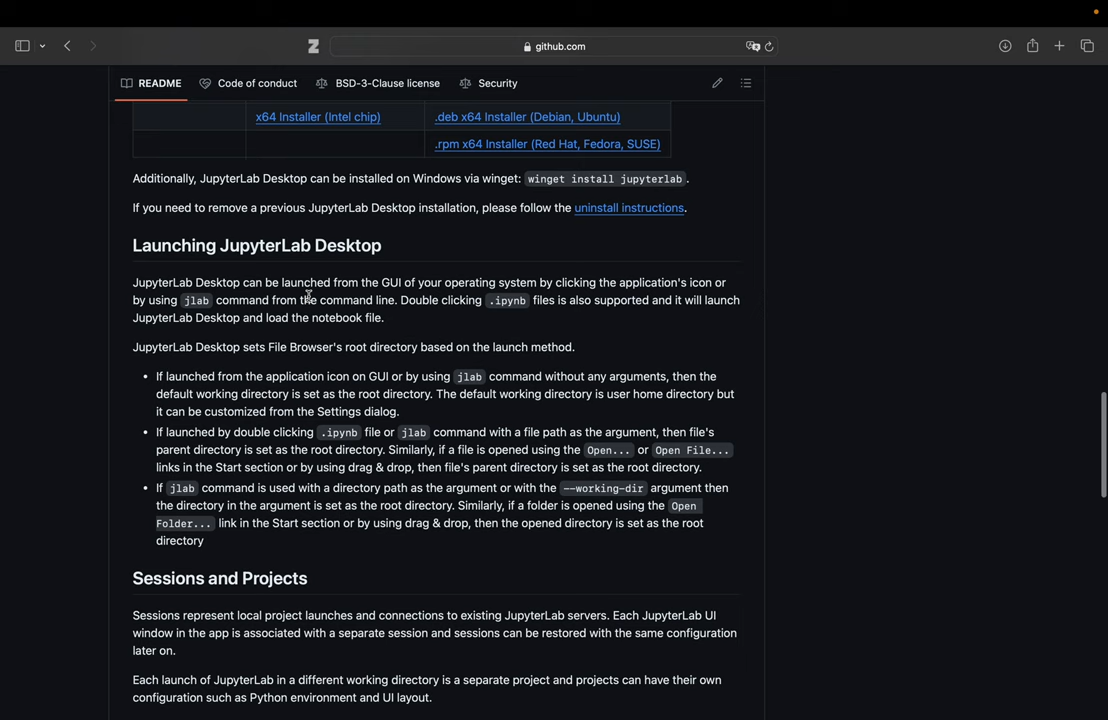 github.com
README Code of conduct BSD-3-Clause license Security
x64 Installer (Intel chip) .deb x64 Installer (Debian, Ubuntu)
.rpm x64 Installer (Red Hat, Fedora, SUSE)
Additionally, JupyterLab Desktop can be installed on Windows via winget: winget install jupyterlab.
If you need to remove a previous JupyterLab Desktop installation, please follow the uninstall instructions.
Launching JupyterLab Desktop
JupyterLab Desktop can be launched from the GUI of your operating system by clicking the application's icon or
by using jlab command from the command line. Double clicking .ipynb files is also supported and it will launch
JupyterLab Desktop and load the notebook file.
JupyterLab Desktop sets File Browser's root directory based on the launch method.
• If launched from the application icon on GUI or by using jlab command without any arguments, then the
default working directory is set as the root directory. The default working directory is user home directory but
it can be customized from the Settings dialog.
• If launched by double clicking .ipynb file or jlab command with a file path as the argument, then file's
parent directory is set as the root directory. Similarly, if a file is opened using the Open... or Open File...
links in the Start section or by using drag & drop, then file's parent directory is set as the root directory.
• If jlab command is used with a directory path as the argument or with the --working-dir argument then
the directory in the argument is set as the root directory. Similarly, if a folder is opened using the Open
Folder... link in the Start section or by using drag & drop, then the opened directory is set as the root
directory
Sessions and Projects
Sessions represent local project launches and connections to existing JupyterLab servers. Each JupyterLab UI
window in the app is associated with a separate session and sessions can be restored with the same configuration
later on.
Each launch of JupyterLab in a different working directory is a separate project and projects can have their own
configuration such as Python environment and UI layout.